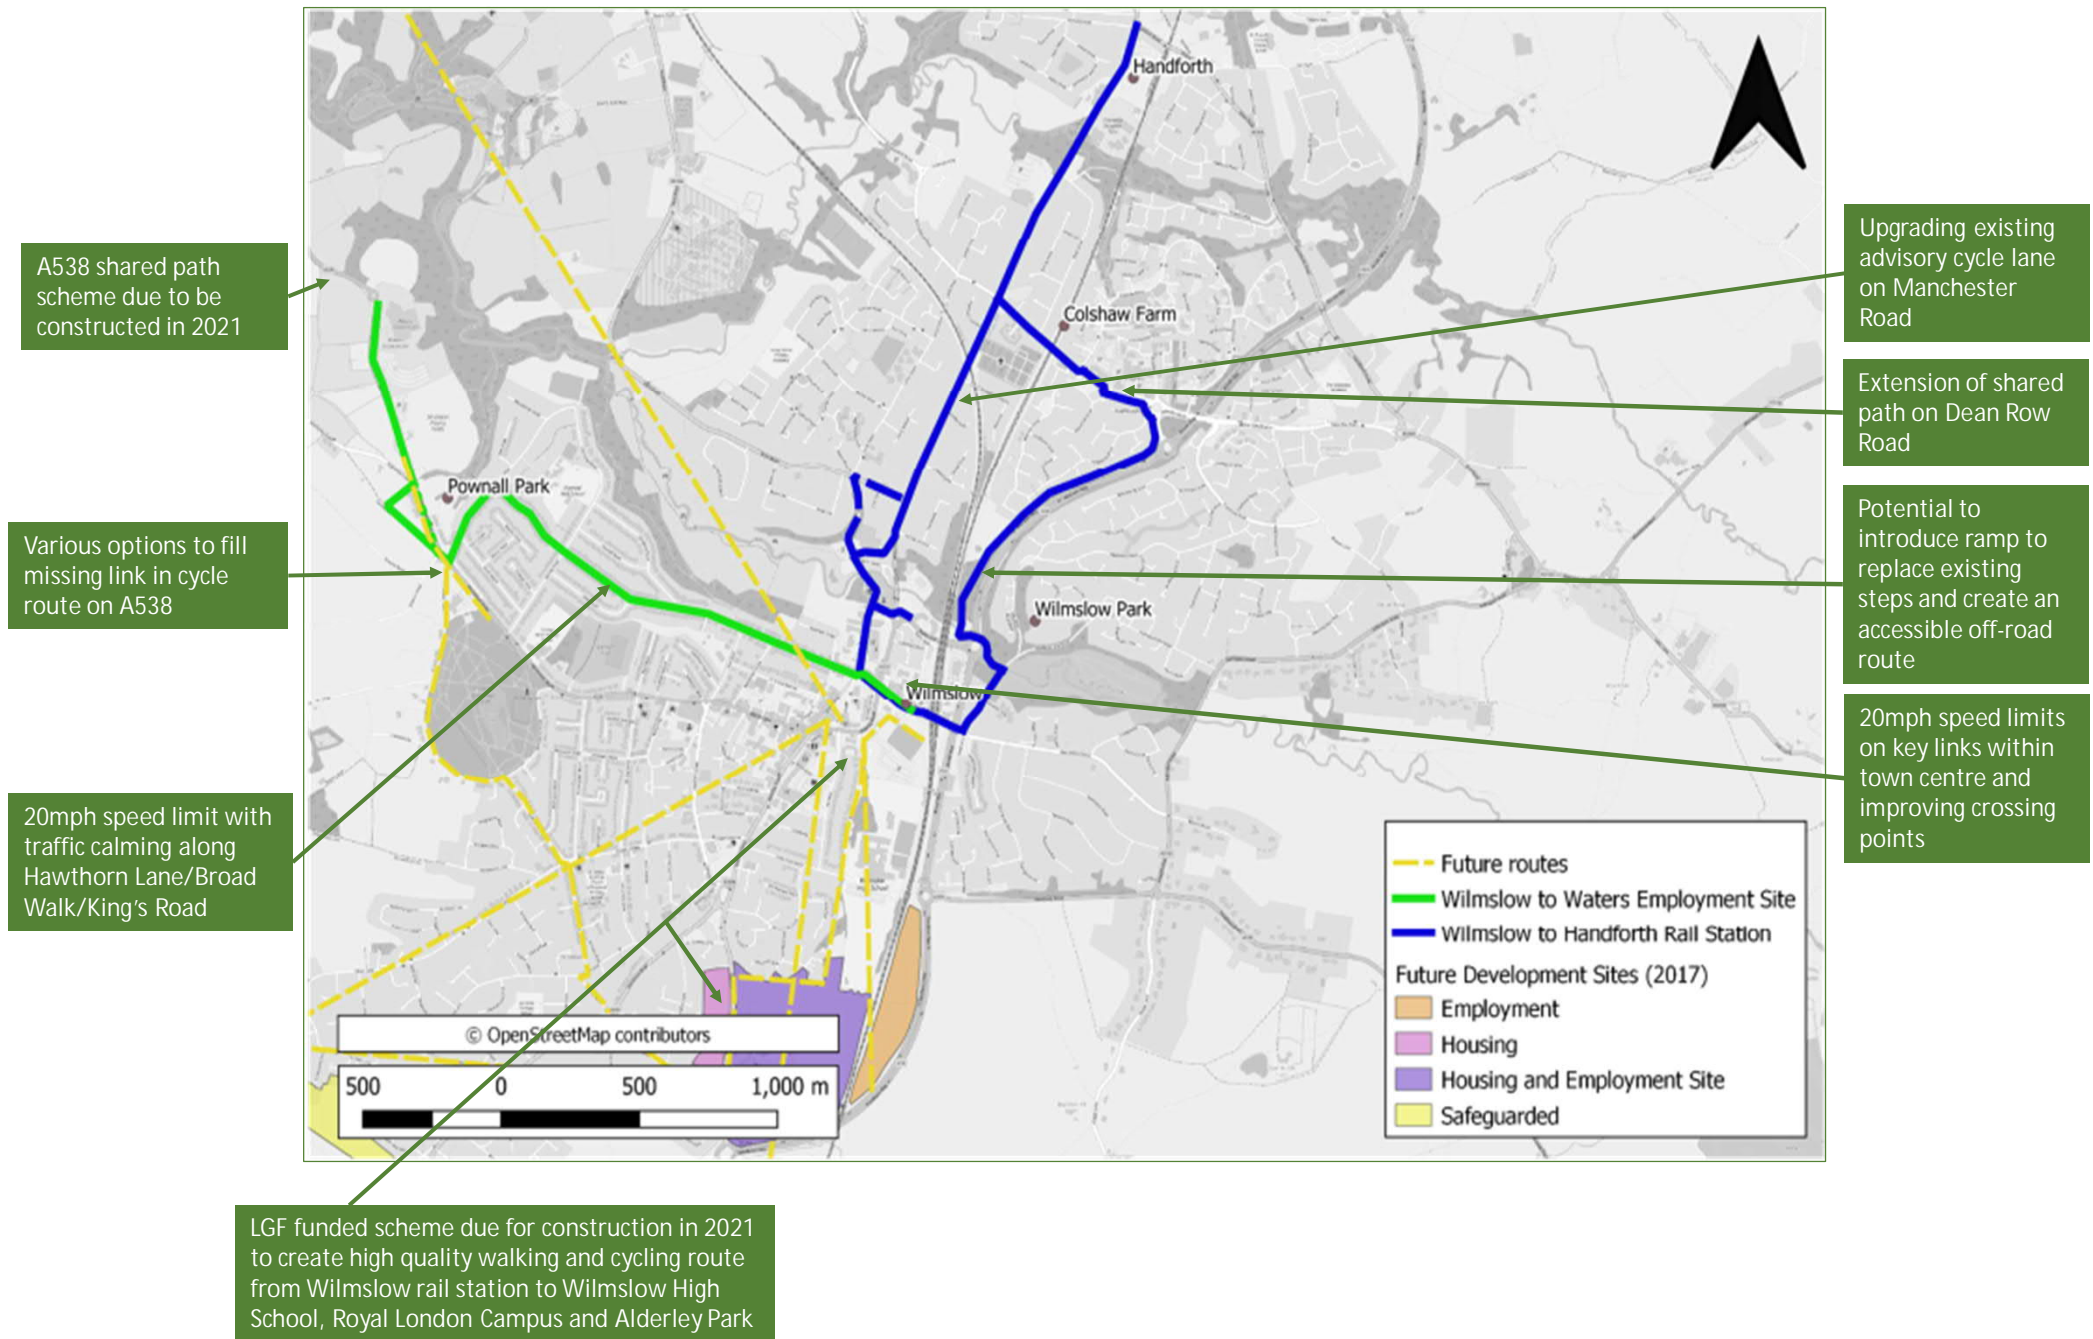 Handforth
Colshaw Farm
Pownall Park
Wilmslow Park
Wilmslow
A538 shared path
scheme due to be
constructed in 2021
Various options to fill
missing link in cycle
route on A538
20mph speed limit with
traffic calming along
Hawthorn Lane/Broad
Walk/King's Road
LGF funded scheme due for construction in 2021
to create high quality walking and cycling route
from Wilmslow rail station to Wilmslow High
School, Royal London Campus and Alderley Park
Upgrading existing
advisory cycle lane
on Manchester
Road
Extension of shared
path on Dean Row
Road
Potential to
introduce ramp to
replace existing
steps and create an
accessible off-road
route
20mph speed limits
on key links within
town centre and
improving crossing
points
Future routes
Wilmslow to Waters Employment Site
Wilmslow to Handforth Rail Station
Future Development Sites (2017)
Employment
Housing
Housing and Employment Site
Safeguarded
© OpenStreetMap contributors
500 0 500 1,000 m